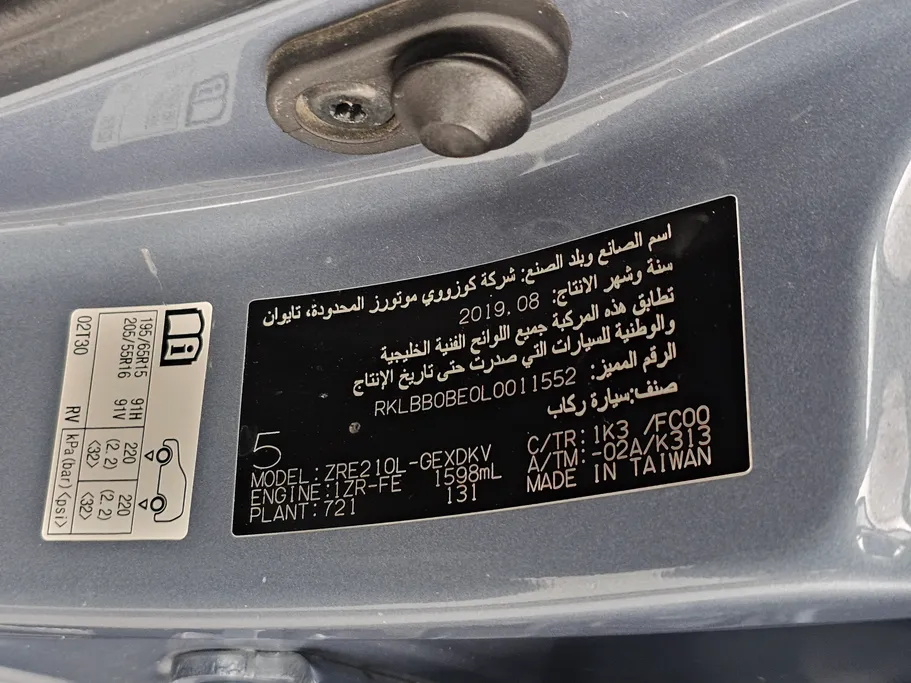 اسم الصانع وبلد الصنع: شركة كوزووي موتورز المحدودة، تايوان
سنة وشهر الانتاج: 2019.08
تطابق هذه المركبة جميع اللوائح الفنية الخليجية
والوطنية للسيارات التي صدرت حتى تاريخ الإنتاج
الرقم المميز: RKLBB0BE0L0011552
صنف:سيارة ركاب
5
MODEL:ZRE210L-GEXDKV C/TR:1K3 /FC00
ENGINE:1ZR-FE 1598mL A/TM:-02A/K313
PLANT:721 131 MADE IN TAIWAN
195/65R15 91H 220 (2.2) <32> 220 (2.2) <32>
205/55R16 91V
02T30 RV kPa/(bar)<psi>